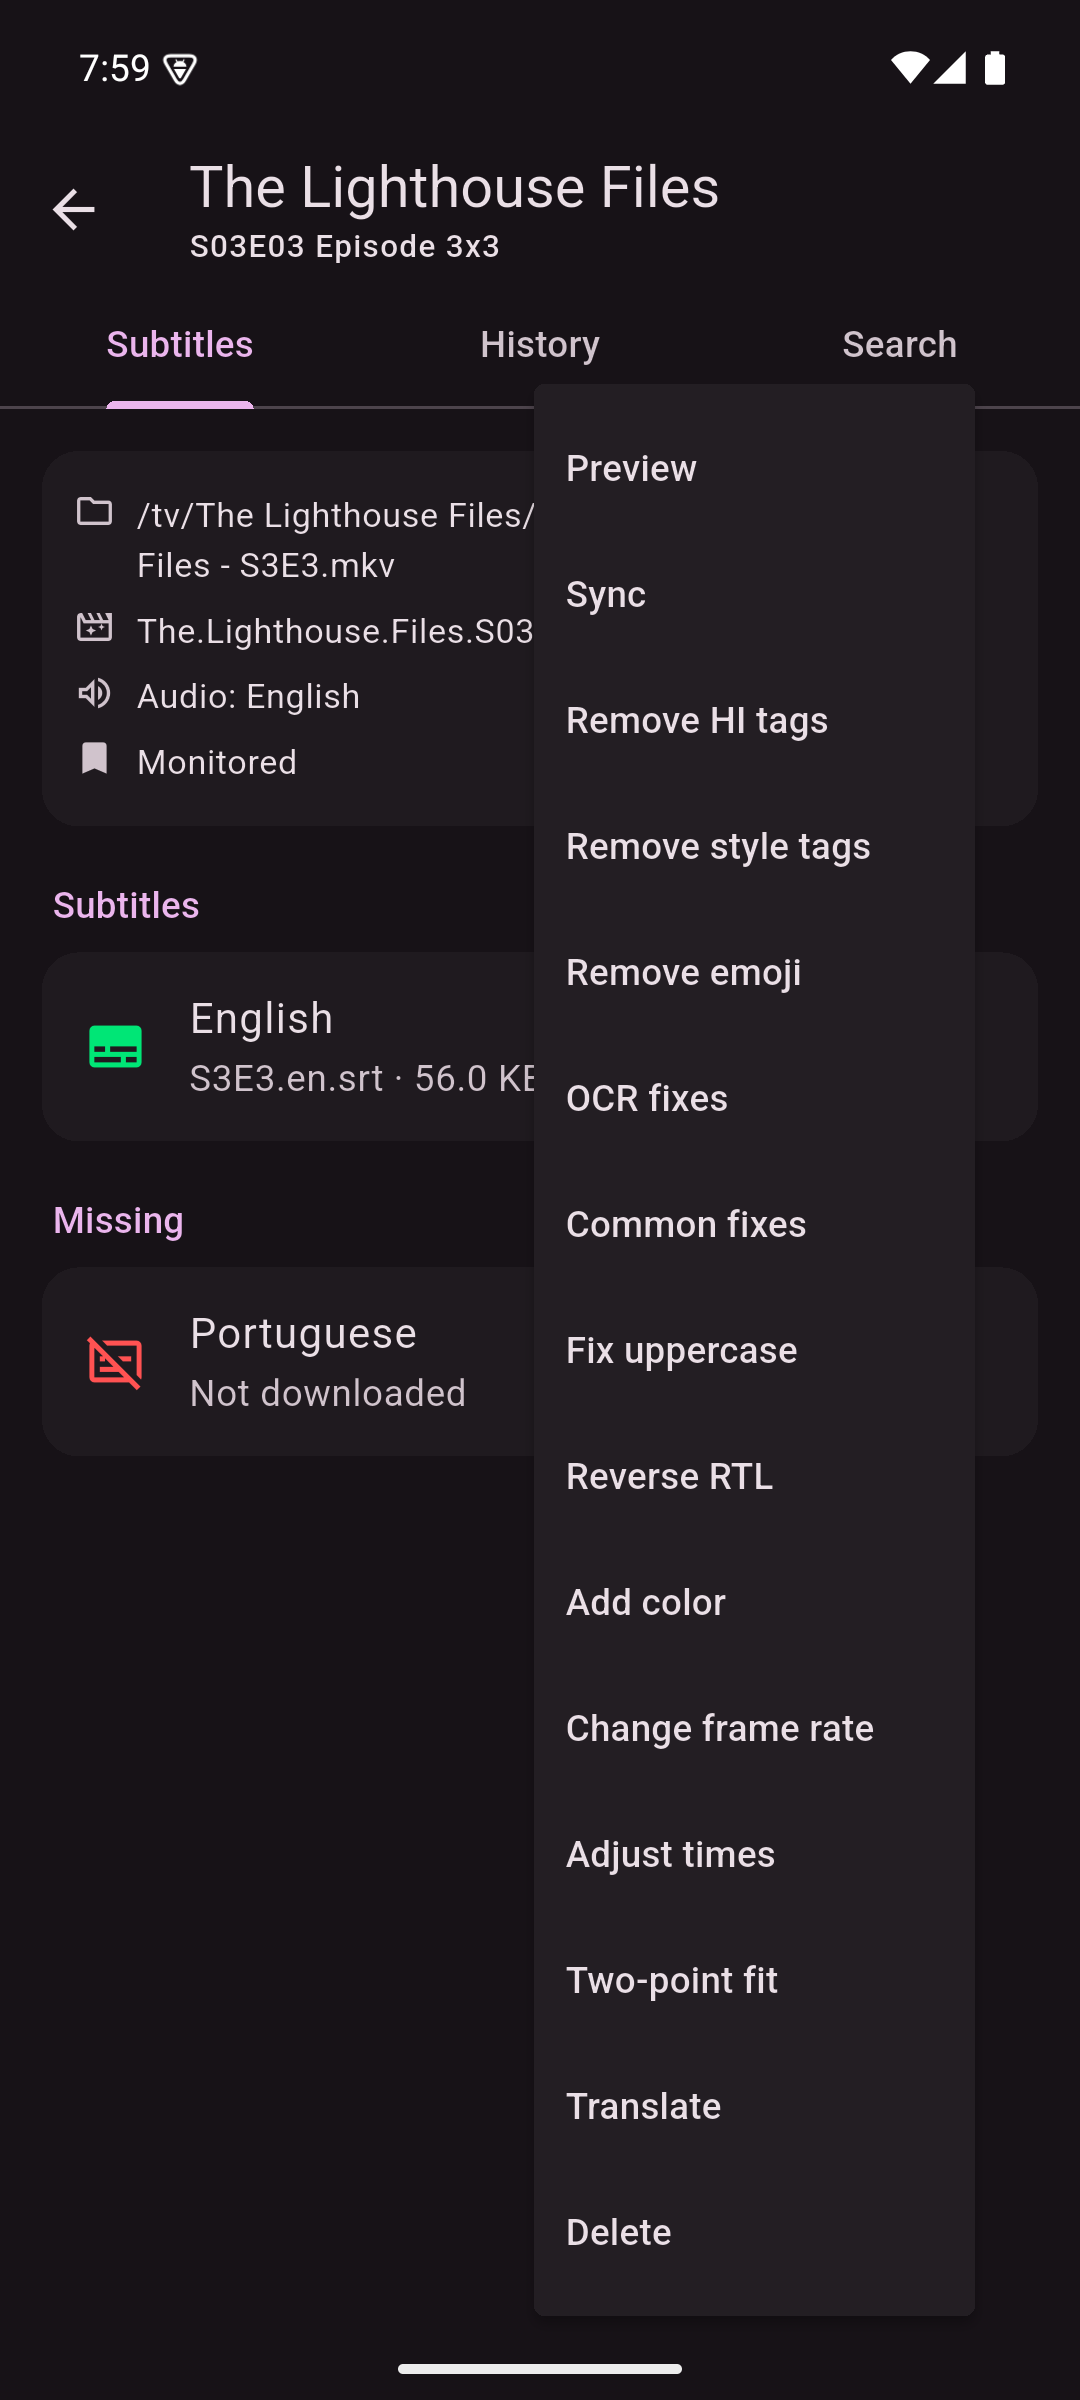 7:59
The Lighthouse Files
S03E03 Episode 3x3
Subtitles
History
Search
/tv/The Lighthouse Files/
Files - S3E3.mkv
The.Lighthouse.Files.S03
Audio: English
Monitored
Subtitles
English
S3E3.en.srt · 56.0
Missing
Portuguese
Not downloaded
Preview
Sync
Remove HI tags
Remove style tags
Remove emoji
OCR fixes
Common fixes
Fix uppercase
Reverse RTL
Add color
Change frame rate
Adjust times
Two-point fit
Translate
Delete